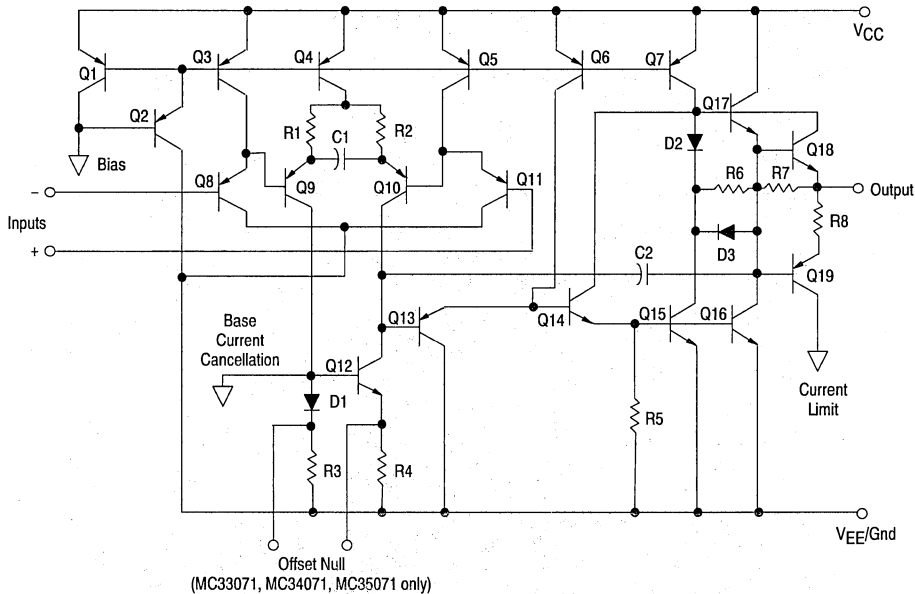 VCC
Q1
Q3
Q4
Q5
Q6
Q7
Q2
Q17
Bias
R1
C1
R2
D2
Q18
Q8
Q9
Q10
Q11
R6
R7
−
Output
Inputs
R8
+
D3
C2
Q19
Base
Current
Cancellation
Q13
Q14
Q15
Q16
Q12
D1
Current
Limit
R5
R3
R4
VEE/Gnd
Offset Null
(MC33071, MC34071, MC35071 only)